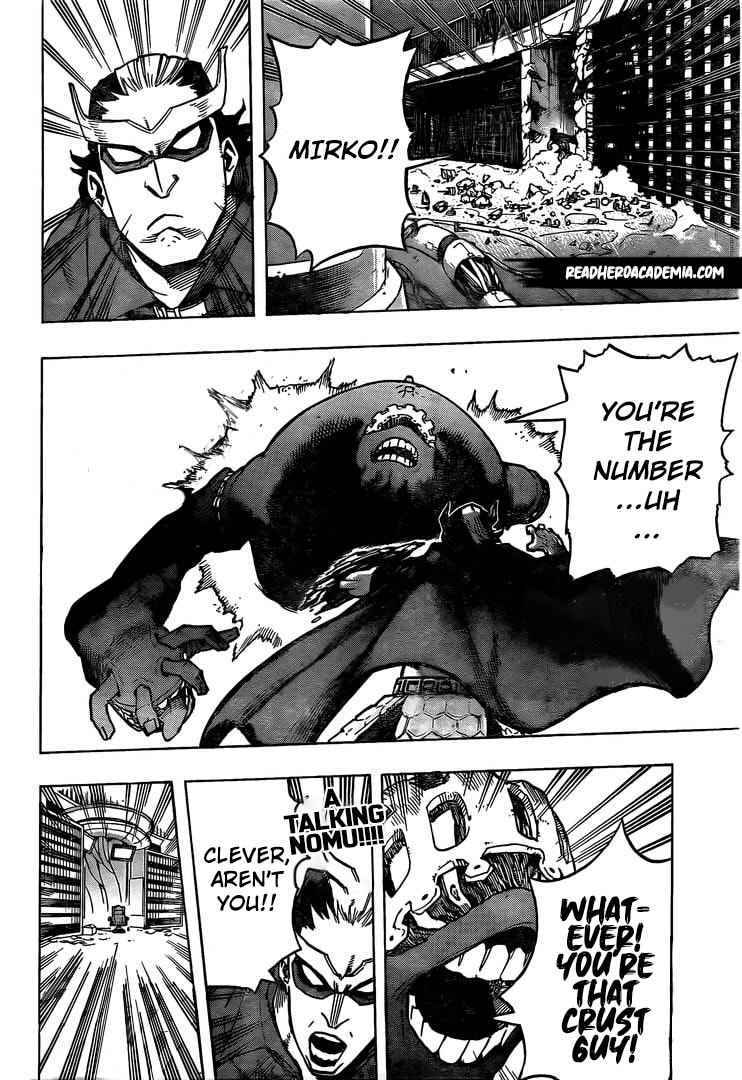 MIRKO!!
READHEROACADEMIA.COM
YOU'RE
THE
NUMBER
...UH
...
WHAT-
EVER!
YOU'RE
THAT
CRUST
GUY!
A
TALKING
NOMU!!!!
CLEVER,
AREN'T
YOU!!